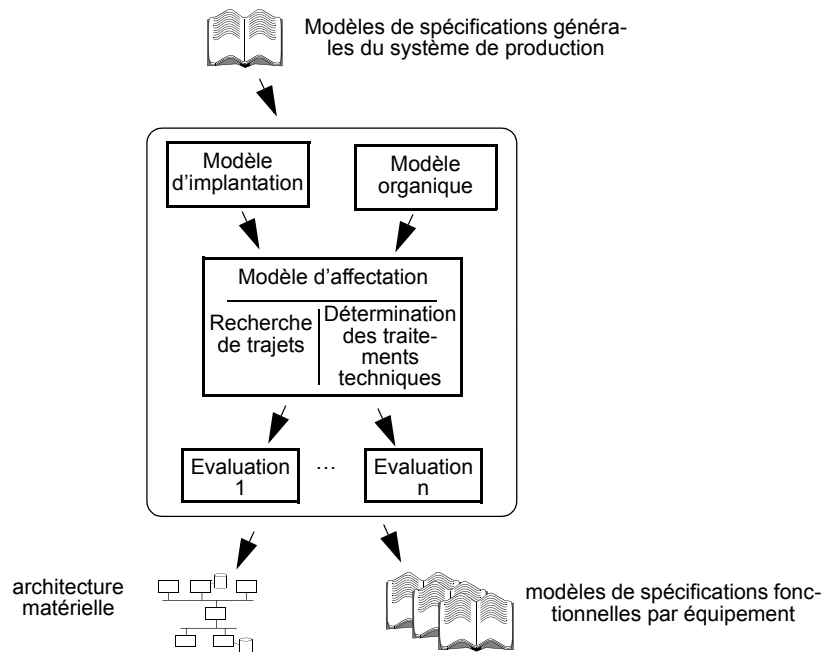 Modèles de spécifications généra-
les du système de production
Modèle
d'implantation
Modèle
organique
Modèle d'affectation
Recherche
de trajets
Détermination
des traite-
ments
techniques
Evaluation
1
...
Evaluation
n
architecture
matérielle
modèles de spécifications fonc-
tionnelles par équipement